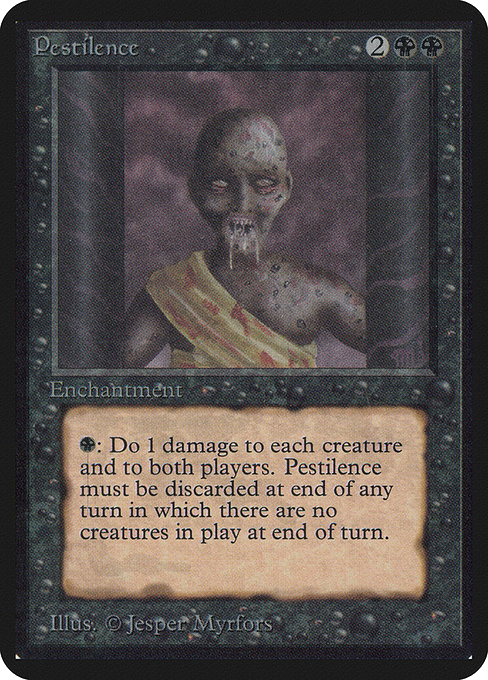 Pestilence 2
Enchantment
: Do 1 damage to each creature
and to both players. Pestilence
must be discarded at end of any
turn in which there are no
creatures in play at end of turn.
Illus. © Jesper Myrfors